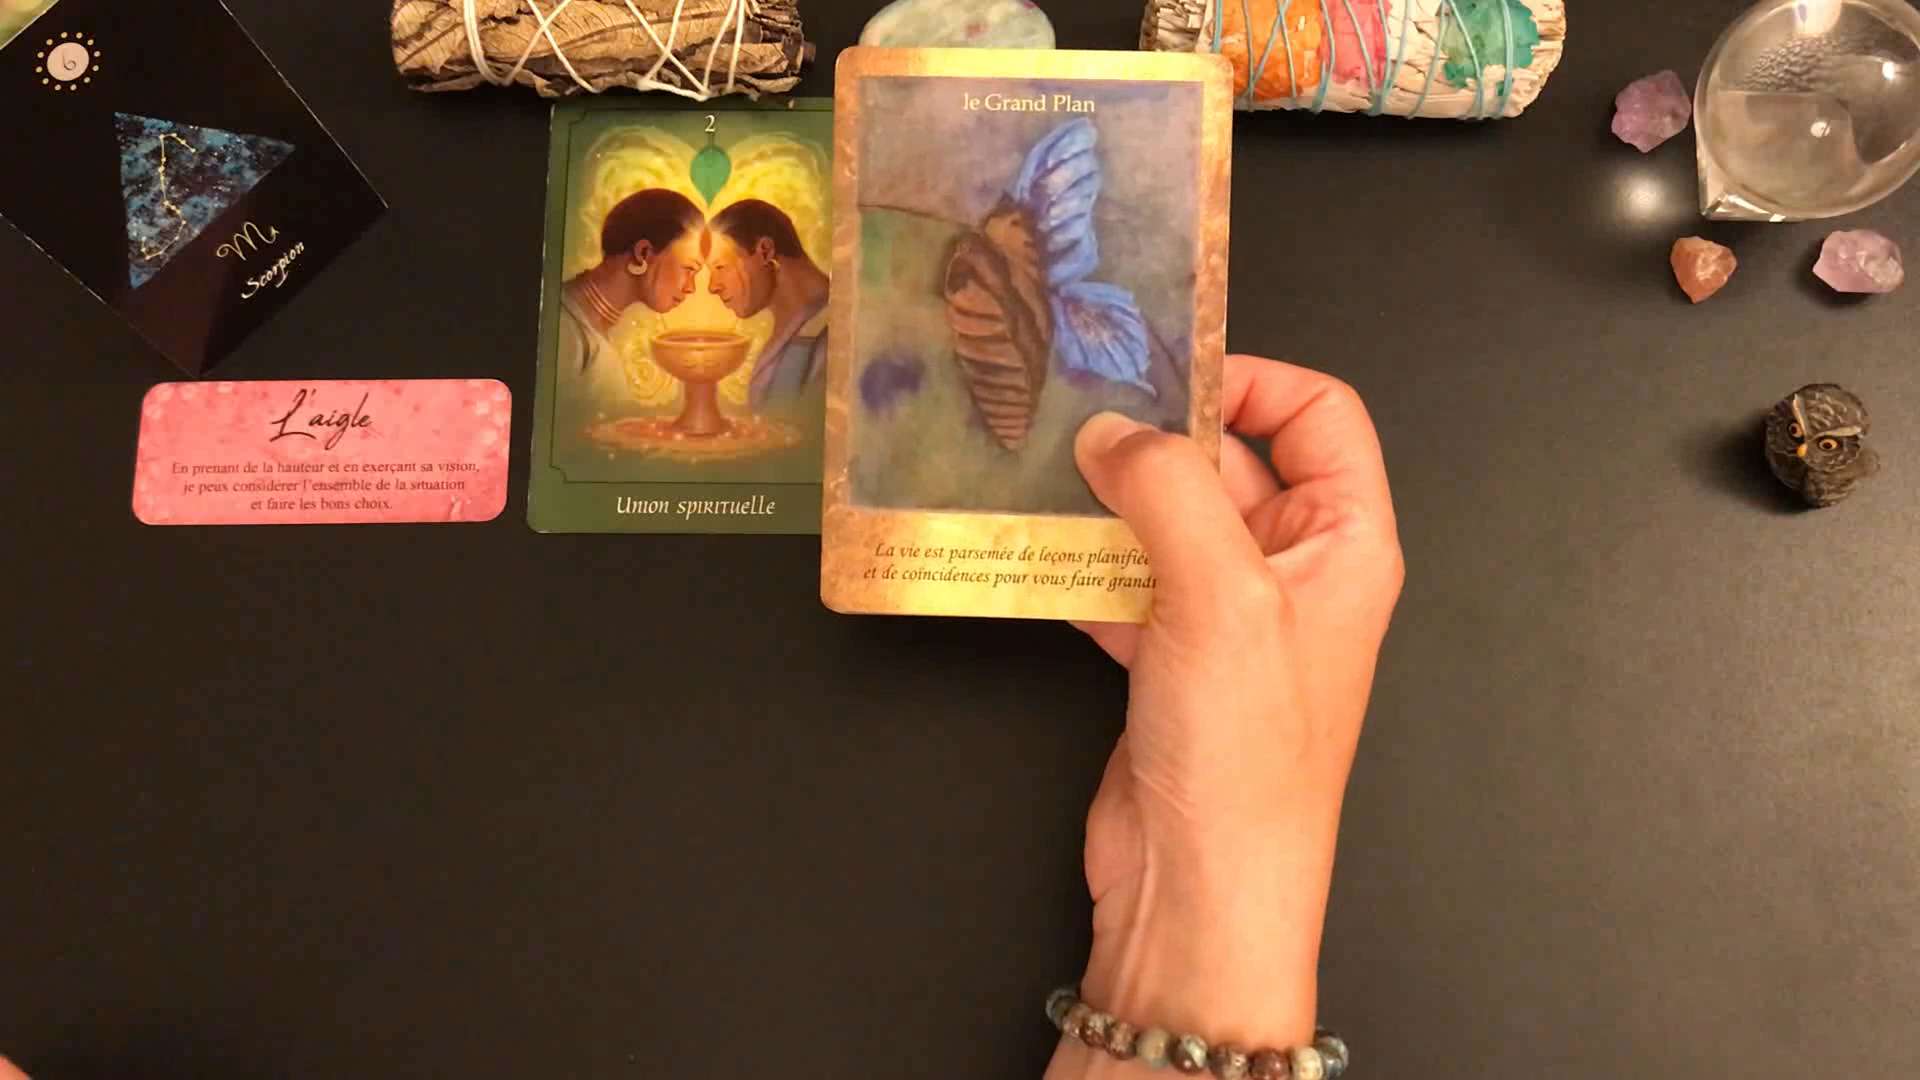 6
Scorpion
L'aigle
En prenant de la hauteur et en exerçant sa vision,
je peux considérer l'ensemble de la situation
et faire les bons choix.
2
Union spirituelle
le Grand Plan
La vie est parsemée de leçons
et de coïncidences pour vous faire